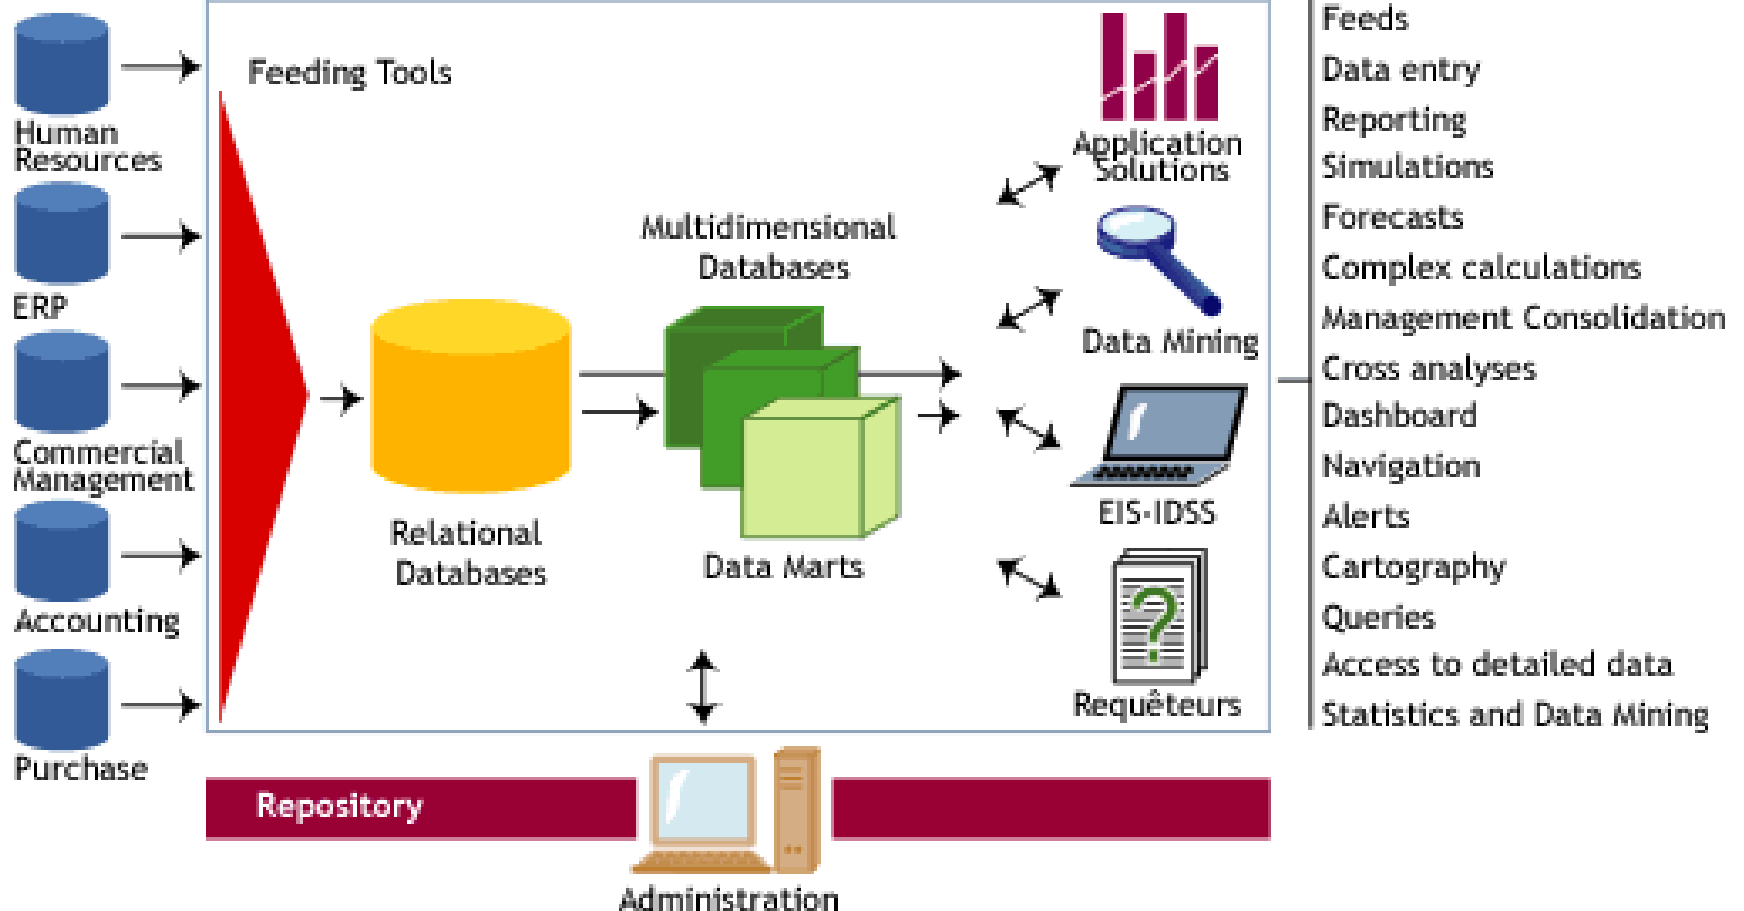 Human
Resources
ERP
Commercial
Management
Accounting
Purchase
Feeding Tools
Relational
Databases
Multidimensional
Databases
Data Marts
Application
Solutions
Data Mining
EIS-IDSS
Requêteurs
Repository
Administration
Feeds
Data entry
Reporting
Simulations
Forecasts
Complex calculations
Management Consolidation
Cross analyses
Dashboard
Navigation
Alerts
Cartography
Queries
Access to detailed data
Statistics and Data Mining